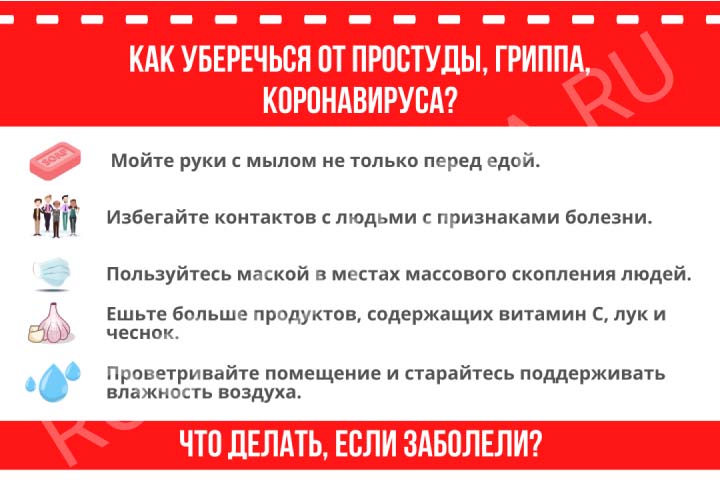 КАК УБЕРЕЧЬСЯ ОТ ПРОСТУДЫ, ГРИППА,
КОРОНАВИРУСА?
SOAP
Мойте руки с мылом не только перед едой.
Избегайте контактов с людьми с признаками болезни.
Пользуйтесь маской в местах массового скопления людей.
Ешьте больше продуктов, содержащих витамин С, лук и
чеснок.
Проветривайте помещение и старайтесь поддерживать
влажность воздуха.
ЧТО ДЕЛАТЬ, ЕСЛИ ЗАБОЛЕЛИ?